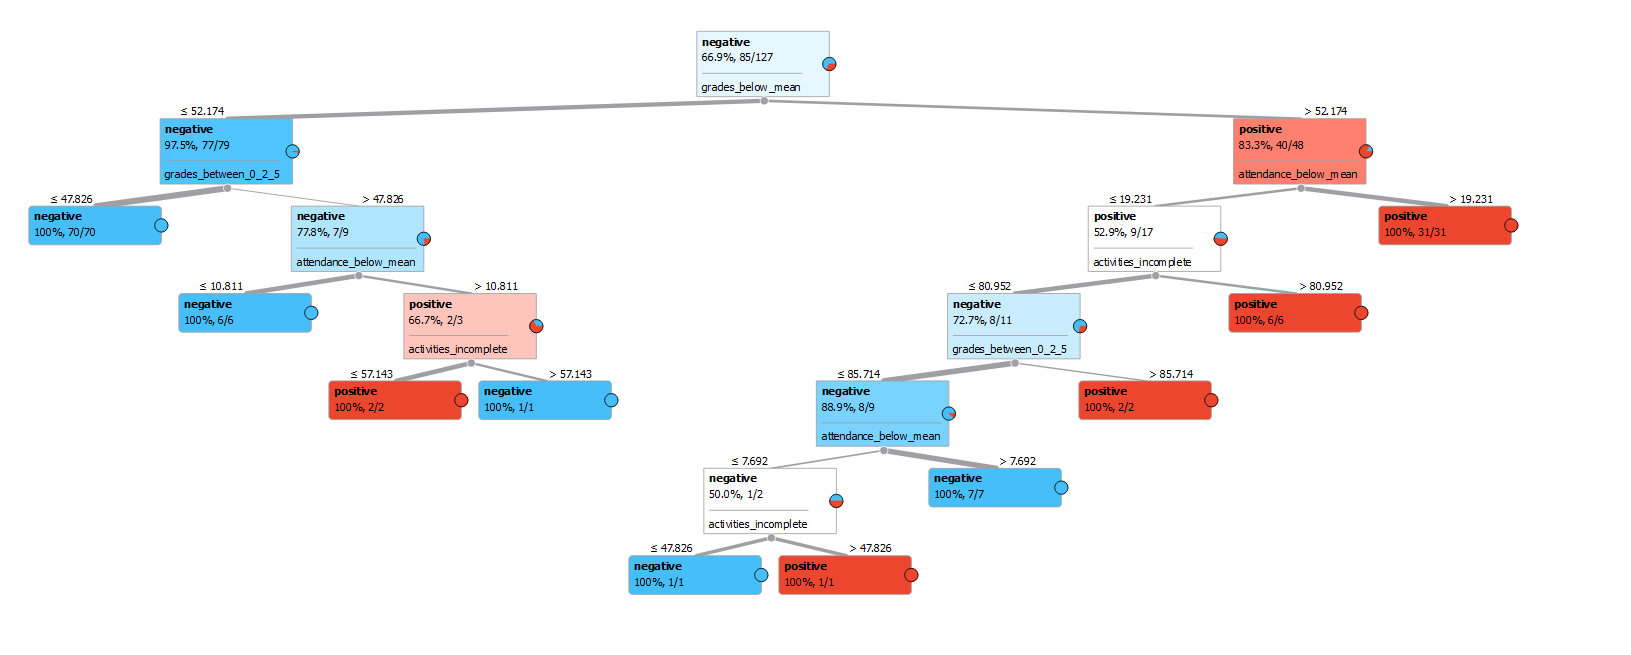 negative
66.9%, 85/127
grades_below_mean
≤ 52.174
> 52.174
negative
97.5%, 77/79
grades_between_0_2_5
positive
83.3%, 40/48
attendance_below_mean
≤ 47.826
> 47.826
≤ 19.231
> 19.231
negative
100%, 70/70
negative
77.8%, 7/9
attendance_below_mean
positive
52.9%, 9/17
activities_incomplete
positive
100%, 31/31
≤ 10.811
> 10.811
≤ 80.952
> 80.952
negative
100%, 6/6
positive
66.7%, 2/3
activities_incomplete
negative
72.7%, 8/11
grades_between_0_2_5
positive
100%, 6/6
≤ 57.143
> 57.143
≤ 85.714
> 85.714
positive
100%, 2/2
negative
100%, 1/1
negative
88.9%, 8/9
attendance_below_mean
positive
100%, 2/2
≤ 7.692
> 7.692
negative
50.0%, 1/2
activities_incomplete
negative
100%, 7/7
≤ 47.826
> 47.826
negative
100%, 1/1
positive
100%, 1/1